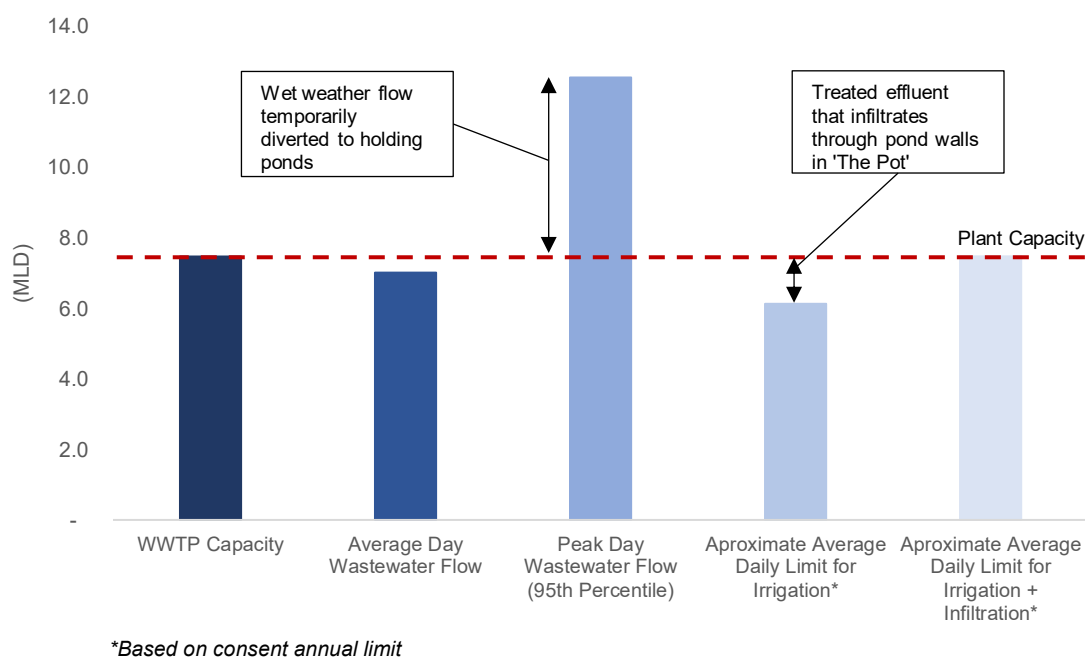 14.0
12.0
10.0
8.0
6.0
4.0
2.0
-
(MLD)
Wet weather flow
temporarily
diverted to holding
ponds
Treated effluent
that infiltrates
through pond walls
in 'The Pot'
Plant Capacity
WWTP Capacity
Average Day
Wastewater Flow
Peak Day
Wastewater Flow
(95th Percentile)
Aproximate Average
Daily Limit for
Irrigation*
Aproximate Average
Daily Limit for
Irrigation +
Infiltration*
*Based on consent annual limit